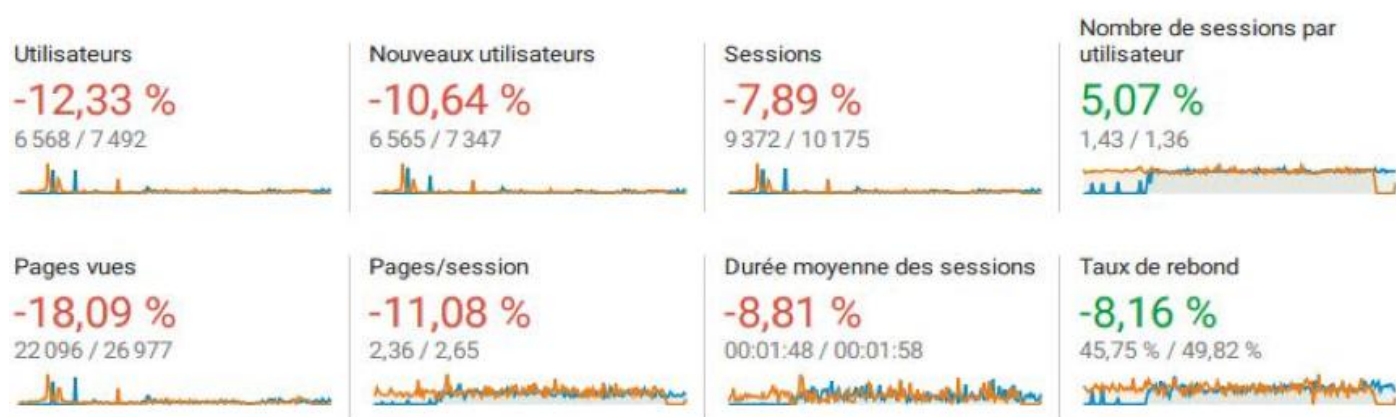 Utilisateurs
-12,33 %
6 568 / 7 492
Nouveaux utilisateurs
-10,64 %
6 565 / 7 347
Sessions
-7,89 %
9 372 / 10 175
Nombre de sessions par
utilisateur
5,07 %
1,43 / 1,36
Pages vues
-18,09 %
22 096 / 26 977
Pages/session
-11,08 %
2,36 / 2,65
Durée moyenne des sessions
-8,81 %
00:01:48 / 00:01:58
Taux de rebond
-8,16 %
45,75 % / 49,82 %